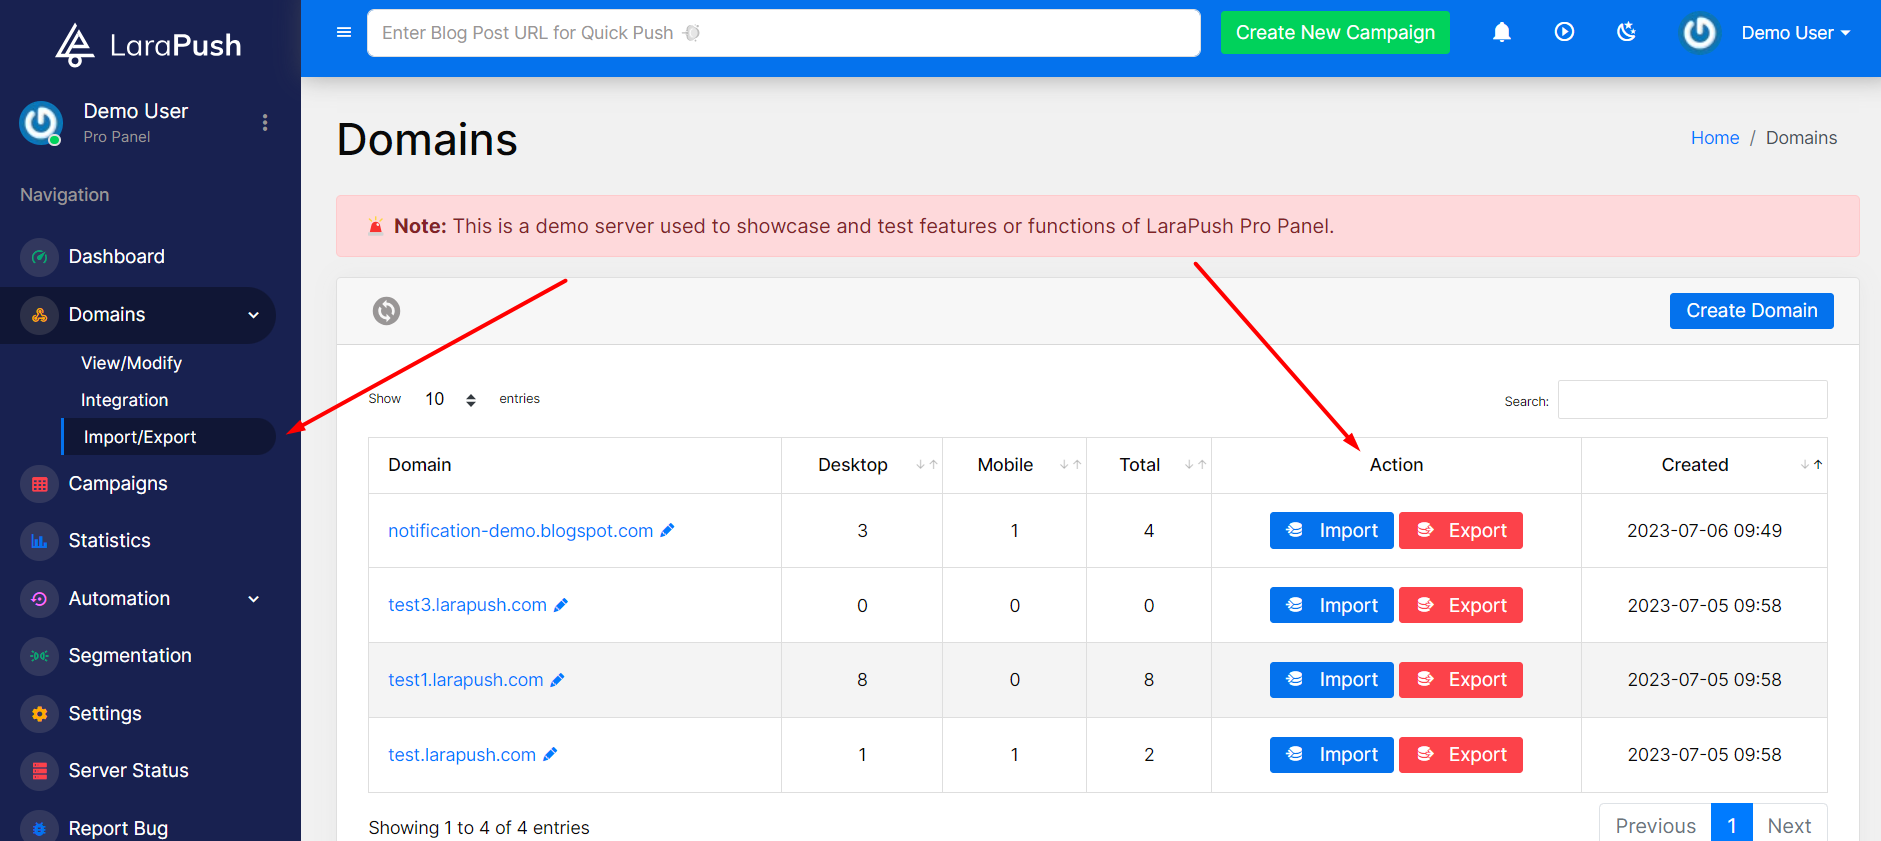 LaraPush
Enter Blog Post URL for Quick Push
Create New Campaign
Demo User
Demo User
Pro Panel
Navigation
Dashboard
Domains
View/Modify
Integration
Import/Export
Campaigns
Statistics
Automation
Segmentation
Settings
Server Status
Report Bug
Domains
Home / Domains
Note: This is a demo server used to showcase and test features or functions of LaraPush Pro Panel.
Create Domain
Show 10 entries
Search:
Domain Desktop Mobile Total Action Created
notification-demo.blogspot.com 3 1 4 Import Export 2023-07-06 09:49
test3.larapush.com 0 0 0 Import Export 2023-07-05 09:58
test1.larapush.com 8 0 8 Import Export 2023-07-05 09:58
test.larapush.com 1 1 2 Import Export 2023-07-05 09:58
Showing 1 to 4 of 4 entries
Previous 1 Next